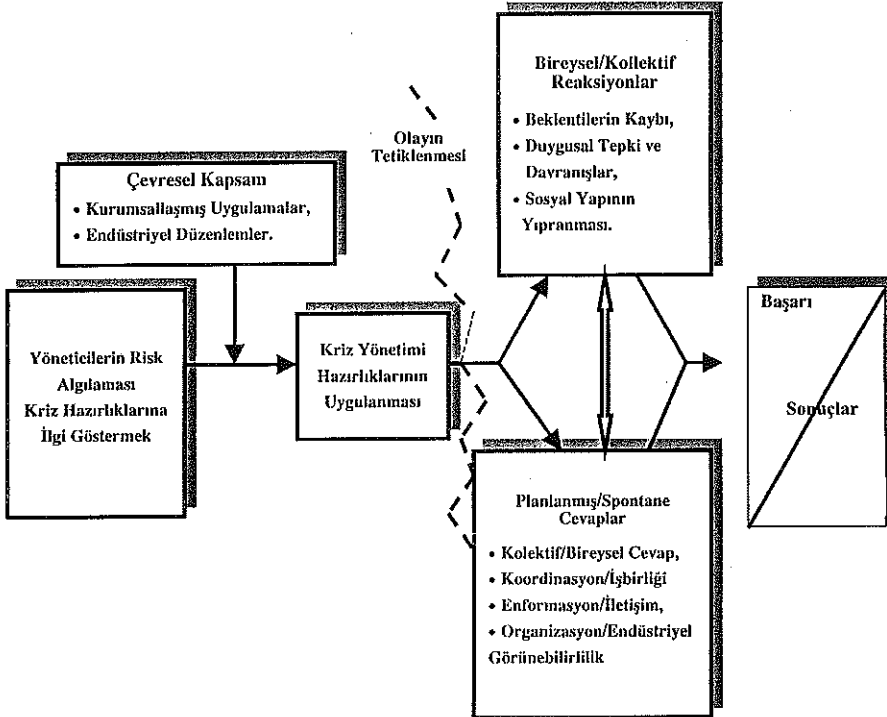 Çevresel Kapsam
• Kurumsallaşmış Uygulamalar,
• Endüstriyel Düzenlemler.
Yöneticilerin Risk
Algılaması
Kriz Hazırlıklarına
İlgi Göstermek
Kriz Yönetimi
Hazırlıklarının
Uygulanması
Olayın
Tetiklenmesi
Bireysel/Kollektif
Reaksiyonlar
• Beklentilerin Kaybı,
• Duygusal Tepki ve
Davranışlar,
• Sosyal Yapının
Yıpranması.
Planlanmış/Spontane
Cevaplar
• Kolektif/Bireysel Cevap,
• Koordinasyon/İşbirliği
• Enformasyon/İletişim,
• Organizasyon/Endüstriyel
Görünebilirlilik
Başarı
Sonuçlar